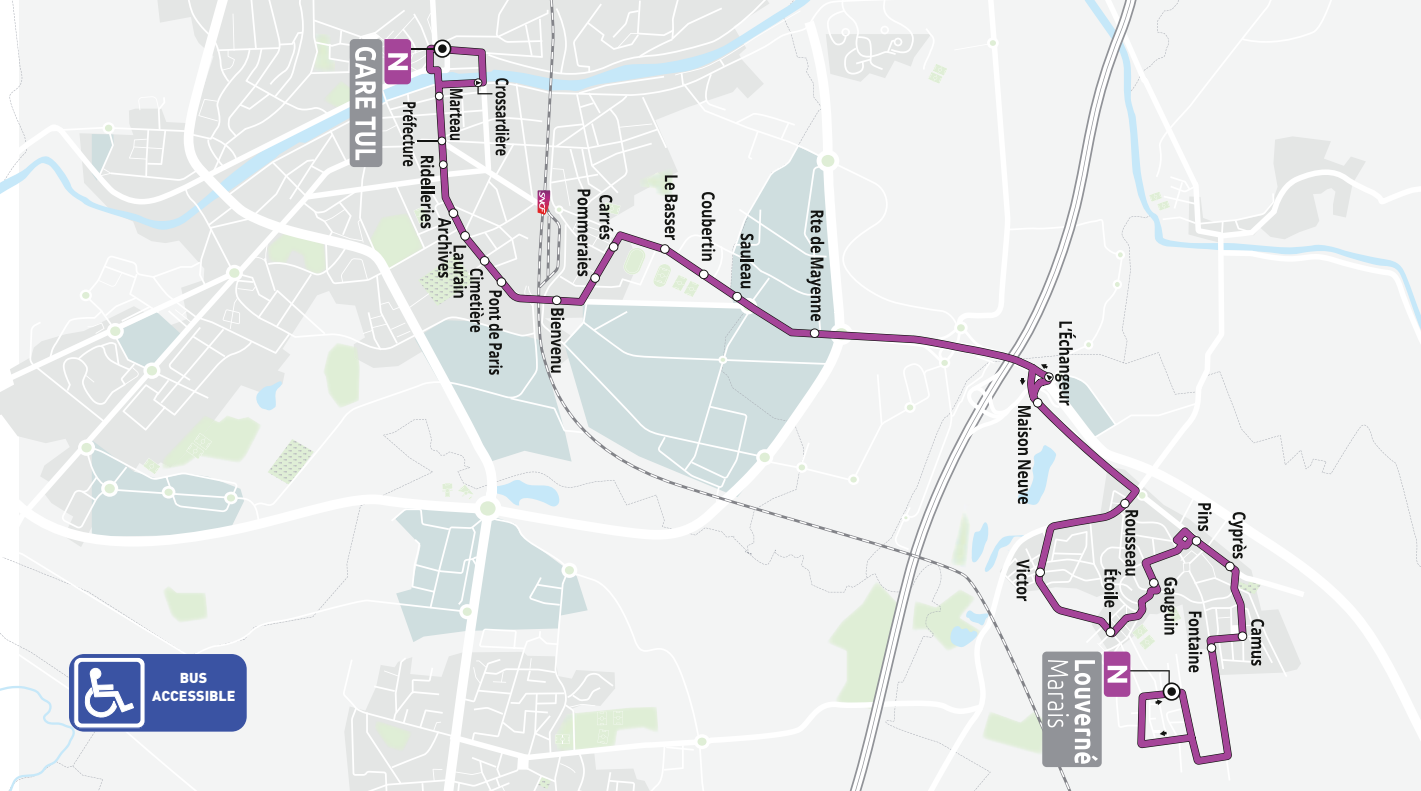 N
GARE TUL
Crossardière
Marteau
Préfecture
Ridelleries
Archives
Laurain
Cimetière
Pont de Paris
SNCF
Bienvenu
Pommeraies
Carrés
Le Basser
Coubertin
Sauleau
Rte de Mayenne
L'Échangeur
Maison Neuve
Rousseau
Victor
Étoile
Gauguin
Pins
Cyprès
Camus
Fontaine
N
Louverné
Marais
BUS
ACCESSIBLE